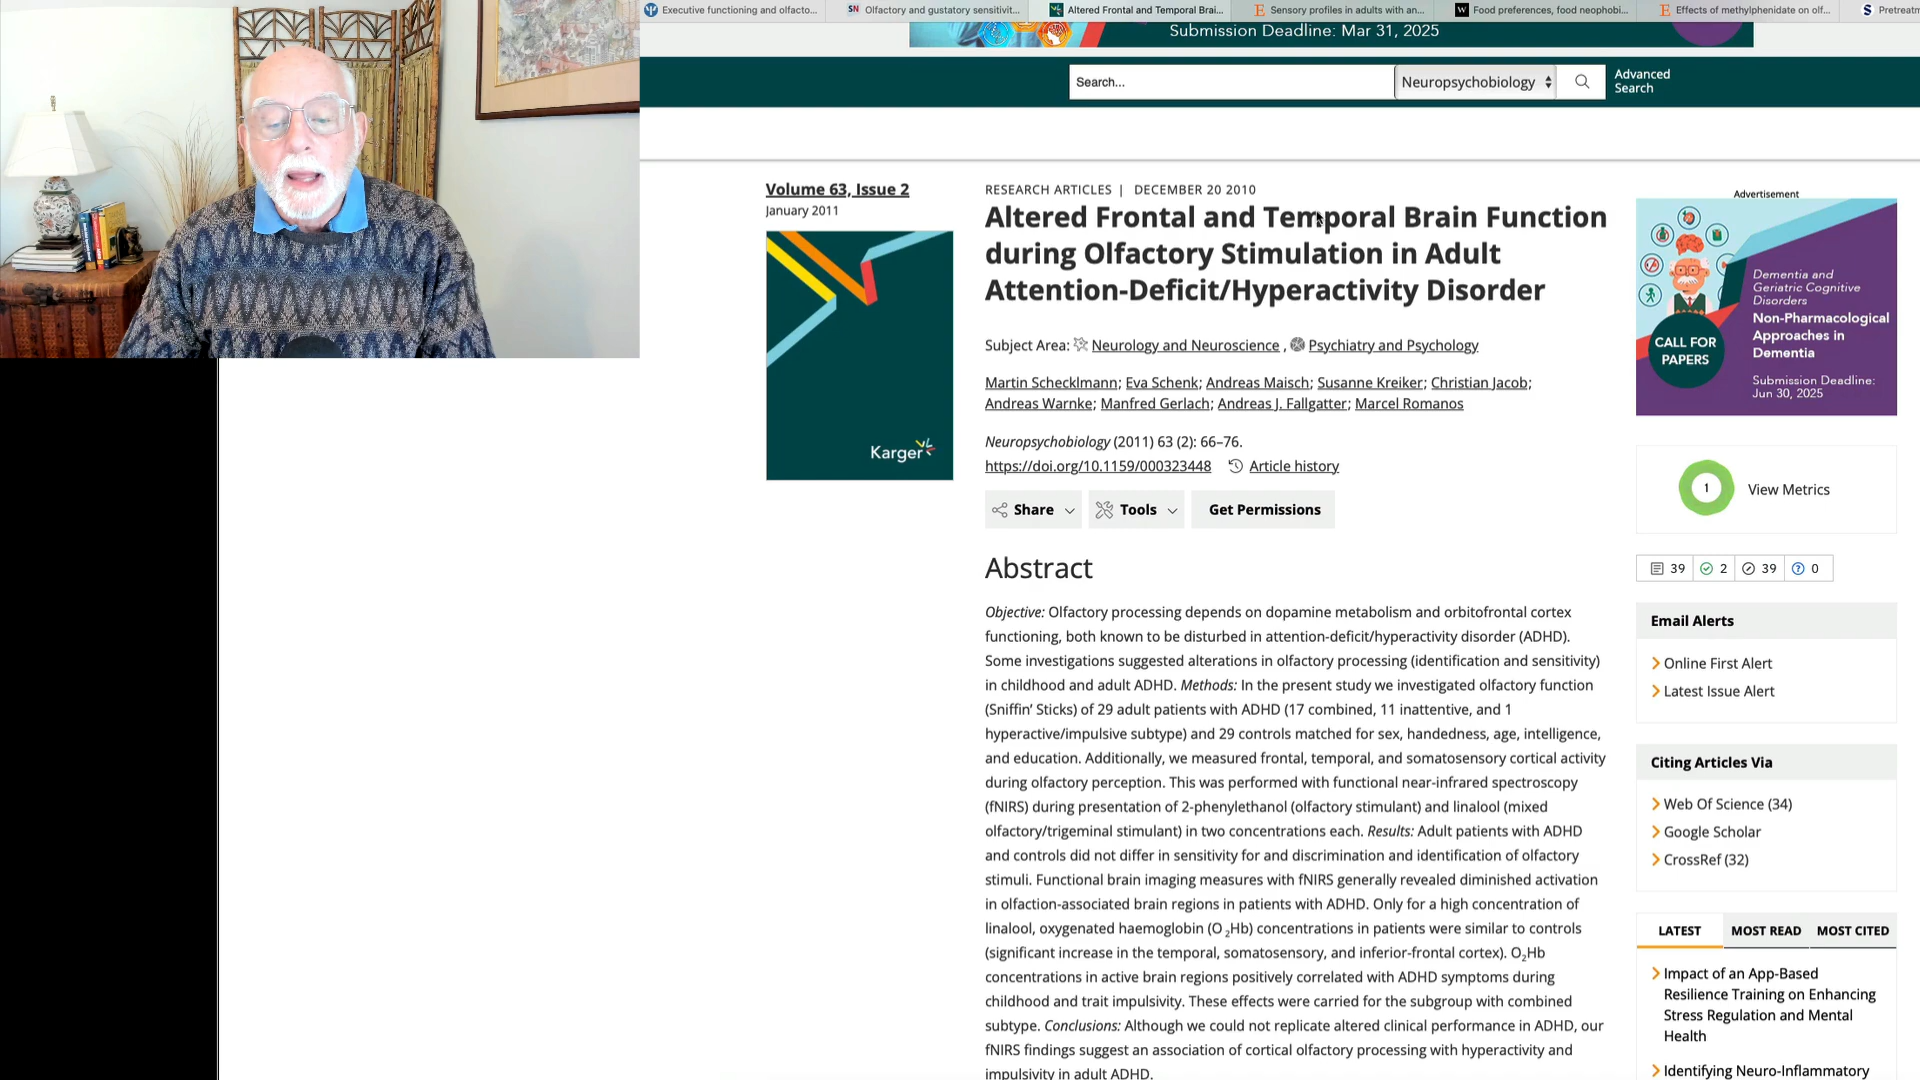 Executive functioning and olfacto...
Olfactory and gustatory sensitivit...
Altered Frontal and Temporal Brai...
Sensory profiles in adults with an...
Food preferences, food neophobi...
Effects of methylphenidate on olf...
Pretreatm
Submission Deadline: Mar 31, 2025
Search...
Neuropsychobiology
Advanced
Search
Volume 63, Issue 2
January 2011
Karger
RESEARCH ARTICLES | DECEMBER 20 2010
Altered Frontal and Temporal Brain Function
during Olfactory Stimulation in Adult
Attention-Deficit/Hyperactivity Disorder
Subject Area: Neurology and Neuroscience , Psychiatry and Psychology
Martin Schecklmann; Eva Schenk; Andreas Maisch; Susanne Kreiker; Christian Jacob;
Andreas Warnke; Manfred Gerlach; Andreas J. Fallgatter; Marcel Romanos
Neuropsychobiology (2011) 63 (2): 66–76.
https://doi.org/10.1159/000323448 Article history
Share Tools Get Permissions
Abstract
Objective: Olfactory processing depends on dopamine metabolism and orbitofrontal cortex
functioning, both known to be disturbed in attention-deficit/hyperactivity disorder (ADHD).
Some investigations suggested alterations in olfactory processing (identification and sensitivity)
in childhood and adult ADHD. Methods: In the present study we investigated olfactory function
(Sniffin’ Sticks) of 29 adult patients with ADHD (17 combined, 11 inattentive, and 1
hyperactive/impulsive subtype) and 29 controls matched for sex, handedness, age, intelligence,
and education. Additionally, we measured frontal, temporal, and somatosensory cortical activity
during olfactory perception. This was performed with functional near-infrared spectroscopy
(fNIRS) during presentation of 2-phenylethanol (olfactory stimulant) and linalool (mixed
olfactory/trigeminal stimulant) in two concentrations each. Results: Adult patients with ADHD
and controls did not differ in sensitivity for and discrimination and identification of olfactory
stimuli. Functional brain imaging measures with fNIRS generally revealed diminished activation
in olfaction-associated brain regions in patients with ADHD. Only for a high concentration of
linalool, oxygenated haemoglobin (O₂Hb) concentrations in patients were similar to controls
(significant increase in the temporal, somatosensory, and inferior-frontal cortex). O₂Hb
concentrations in active brain regions positively correlated with ADHD symptoms during
childhood and trait impulsivity. These effects were carried for the subgroup with combined
subtype. Conclusions: Although we could not replicate altered clinical performance in ADHD, our
fNIRS findings suggest an association of cortical olfactory processing with hyperactivity and
impulsivity in adult ADHD.
Advertisement
Dementia and
Geriatric Cognitive
Disorders
Non-Pharmacological
Approaches in
Dementia
CALL FOR
PAPERS
Submission Deadline:
Jun 30, 2025
1 View Metrics
39 2 39 0
Email Alerts
Online First Alert
Latest Issue Alert
Citing Articles Via
Web Of Science (34)
Google Scholar
CrossRef (32)
LATEST MOST READ MOST CITED
Impact of an App-Based
Resilience Training on Enhancing
Stress Regulation and Mental
Health
Identifying Neuro-Inflammatory